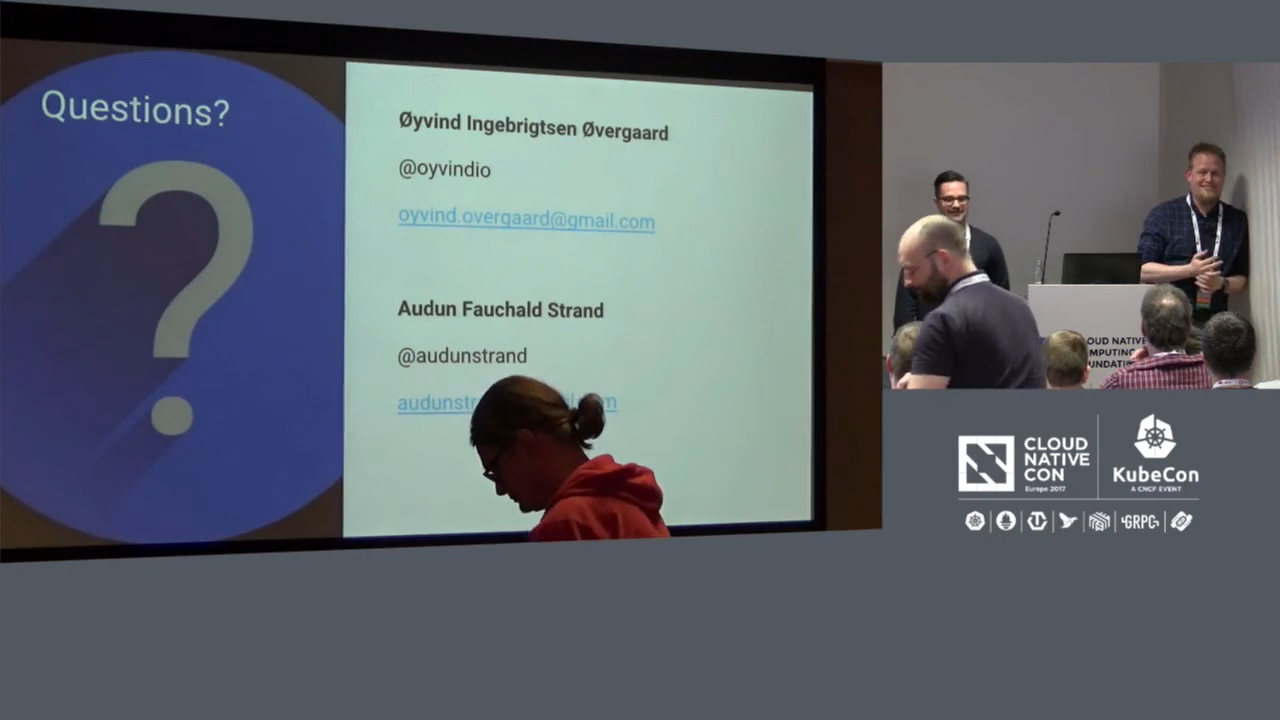 Questions?
?
Øyvind Ingebrigtsen Øvergaard
@oyvindio
oyvind.overgaard@gmail.com
Audun Fauchald Strand
@audunstrand
CLOUD NATIVE
CON
Europe 2017
KubeCon
A CNCF EVENT
GRPC